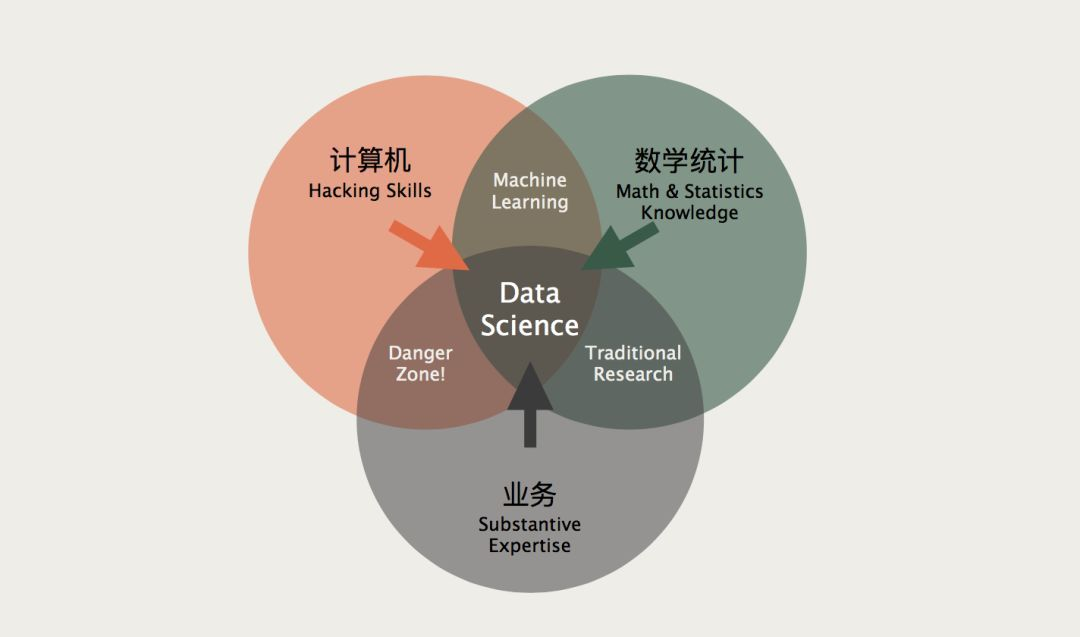 计算机
Hacking Skills
数学统计
Math & Statistics
Knowledge
Machine
Learning
Data
Science
Danger
Zone!
Traditional
Research
业务
Substantive
Expertise